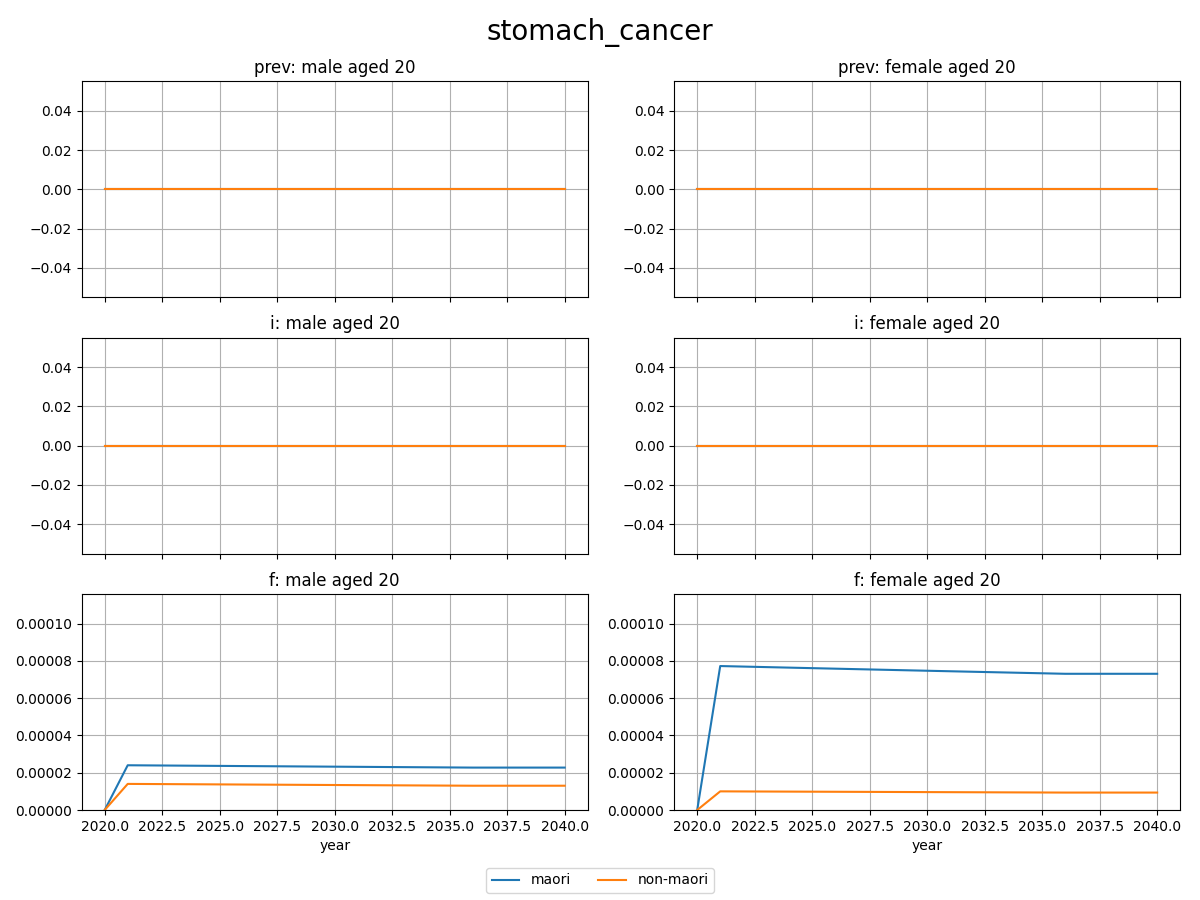 stomach_cancer
prev: male aged 20
prev: female aged 20
0.04
0.02
0.00
−0.02
−0.04
0.04
0.02
0.00
−0.02
−0.04
i: male aged 20
i: female aged 20
0.04
0.02
0.00
−0.02
−0.04
0.04
0.02
0.00
−0.02
−0.04
f: male aged 20
f: female aged 20
0.00010
0.00008
0.00006
0.00004
0.00002
0.00000
0.00010
0.00008
0.00006
0.00004
0.00002
0.00000
2020.0 2022.5 2025.0 2027.5 2030.0 2032.5 2035.0 2037.5 2040.0
2020.0 2022.5 2025.0 2027.5 2030.0 2032.5 2035.0 2037.5 2040.0
year
year
maori non-maori